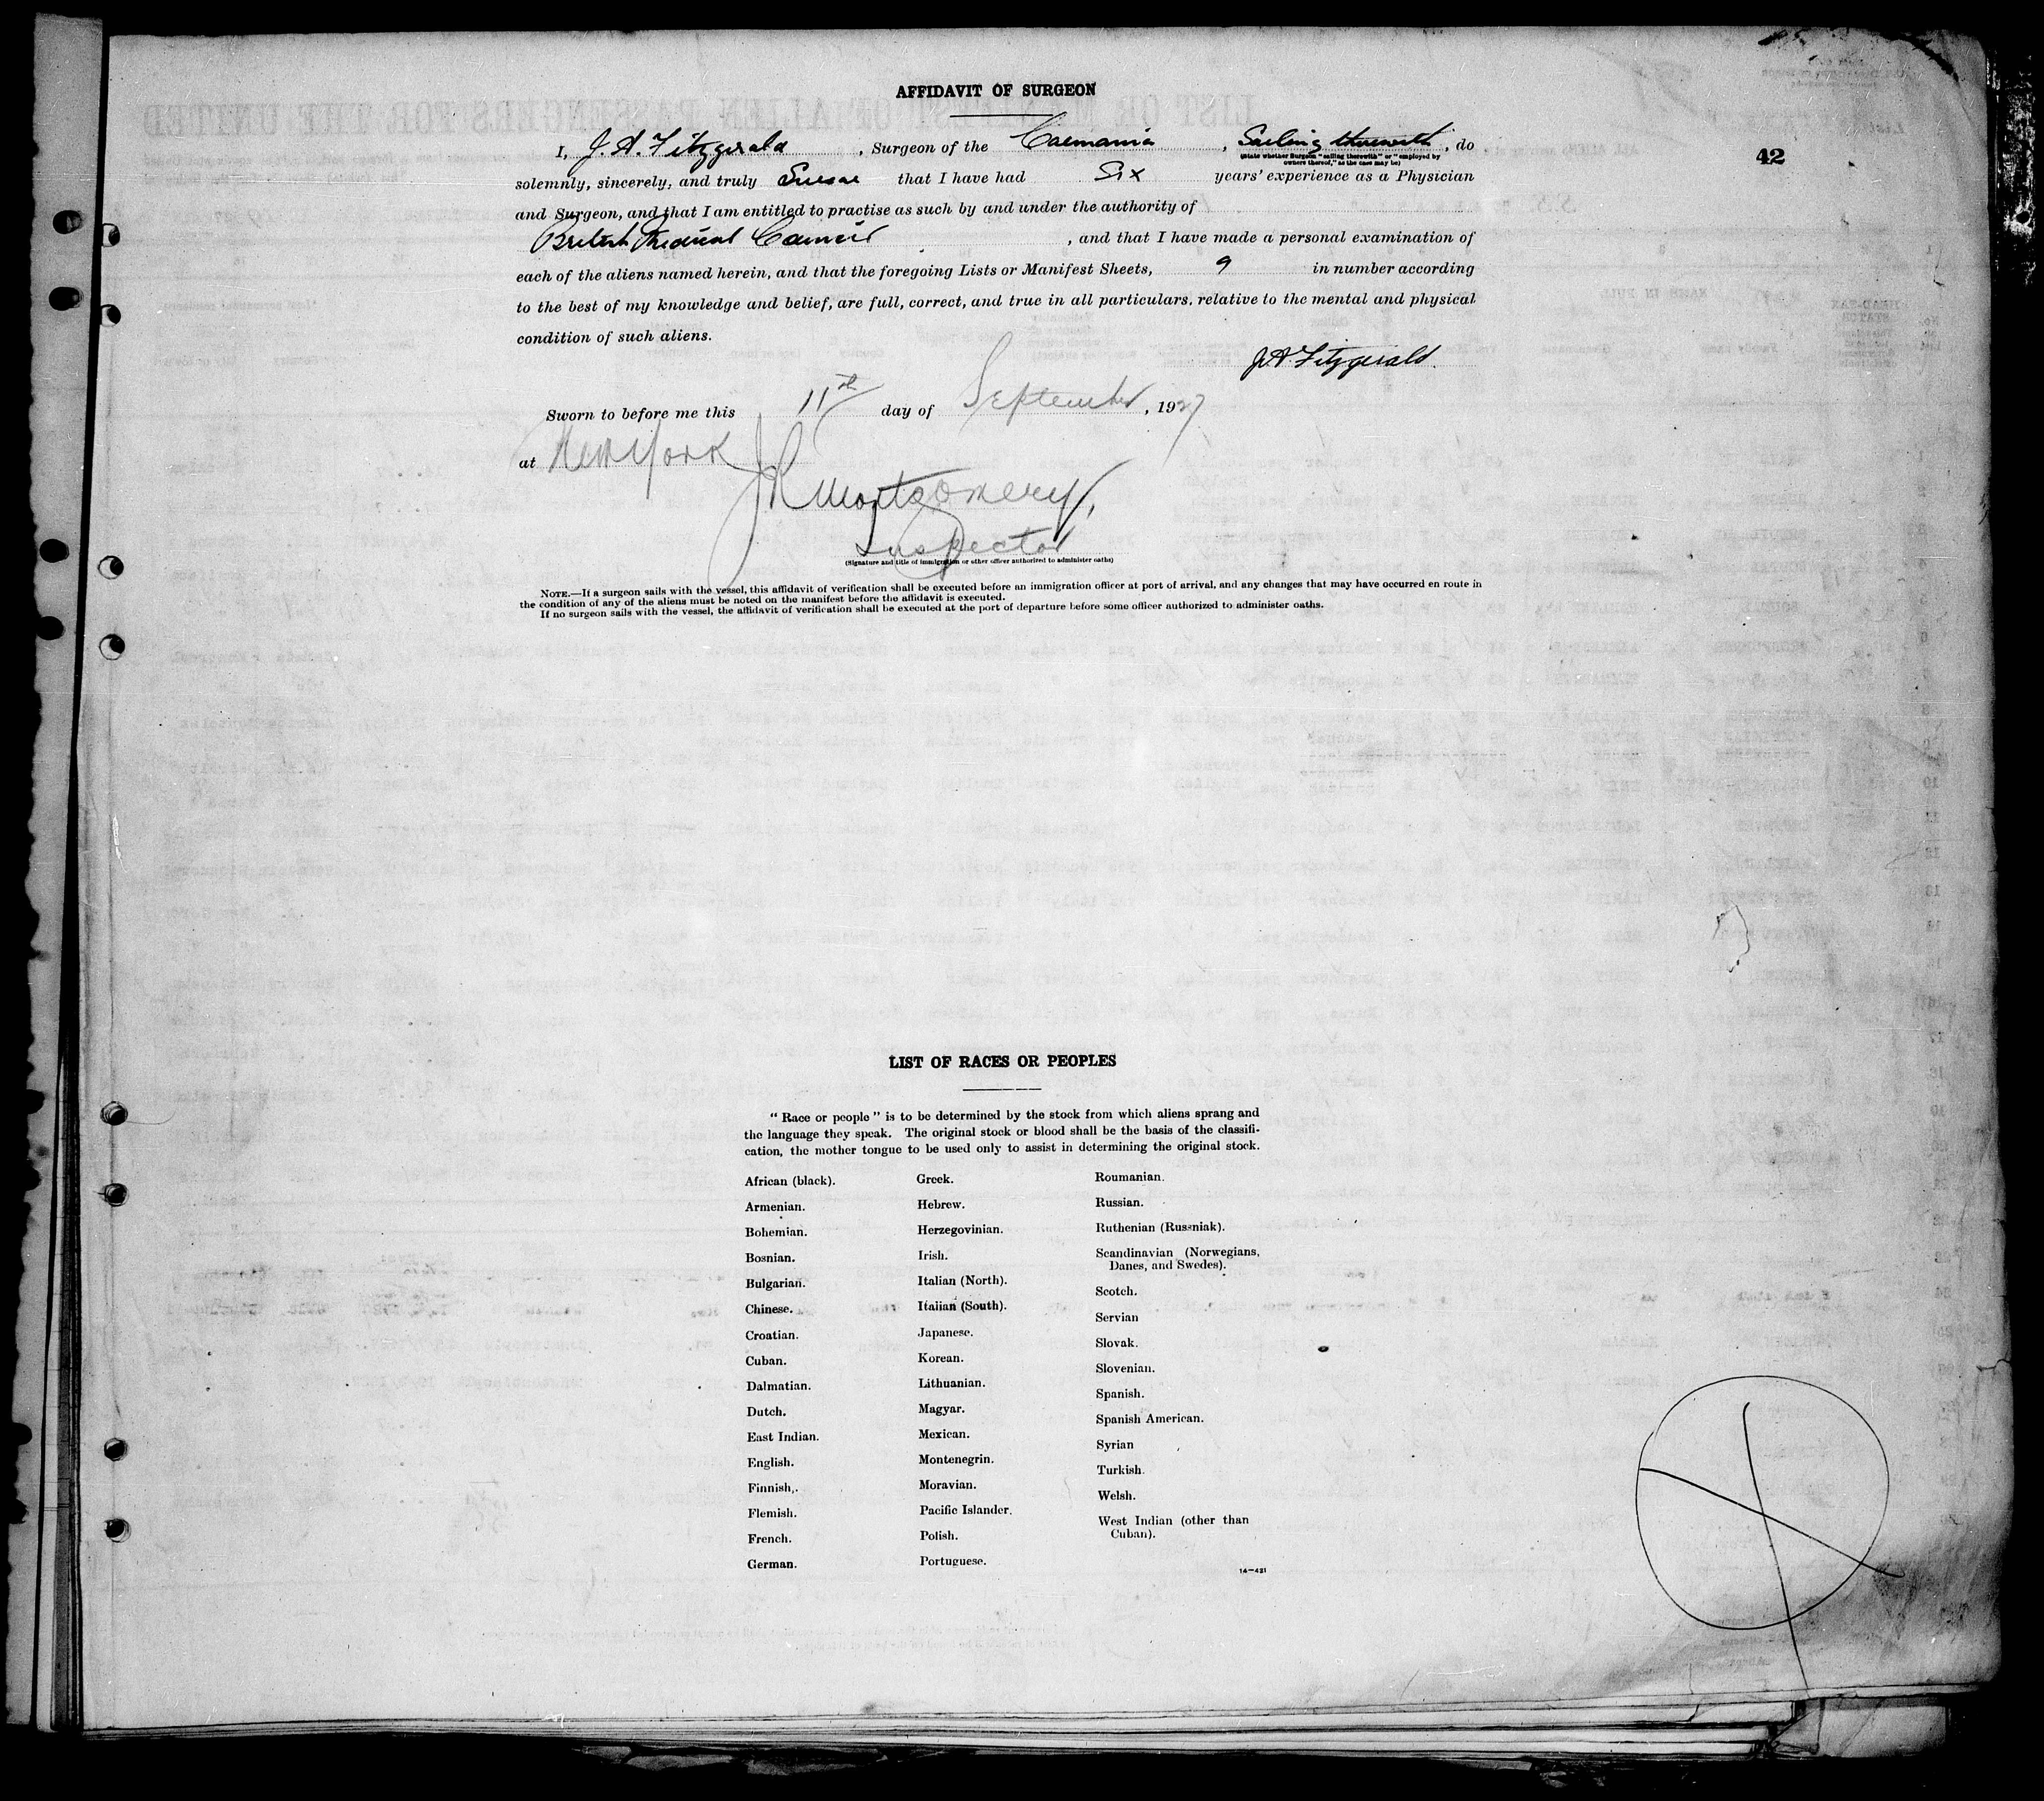 AFFIDAVIT OF SURGEON
42
I, J. A. Fitzgerald, Surgeon of the Carmania, Sailing therewith, do
(State whether Surgeon "sailing therewith" or "employed by
owners thereof," as the case may be)
solemnly, sincerely, and truly Swear that I have had Six years' experience as a Physician
and Surgeon, and that I am entitled to practise as such by and under the authority of
British Medical Council, and that I have made a personal examination of
each of the aliens named herein, and that the foregoing Lists or Manifest Sheets, 9 in number according
to the best of my knowledge and belief, are full, correct, and true in all particulars, relative to the mental and physical
condition of such aliens.
J. A. Fitzgerald.
Sworn to before me this 11th day of September, 1927
at New York
J R Montgomery,
Inspector
(Signature and title of immigration or other officer authorized to administer oaths)
NOTE.—If a surgeon sails with the vessel, this affidavit of verification shall be executed before an immigration officer at port of arrival, and any changes that may have occurred en route in
the condition of any of the aliens must be noted on the manifest before the affidavit is executed.
If no surgeon sails with the vessel, the affidavit of verification shall be executed at the port of departure before some officer authorized to administer oaths.
LIST OF RACES OR PEOPLES
"Race or people" is to be determined by the stock from which aliens sprang and
the language they speak. The original stock or blood shall be the basis of the classifi-
cation, the mother tongue to be used only to assist in determining the original stock.
African (black).
Armenian.
Bohemian.
Bosnian.
Bulgarian.
Chinese.
Croatian.
Cuban.
Dalmatian.
Dutch.
East Indian.
English.
Finnish.
Flemish.
French.
German.
Greek.
Hebrew.
Herzegovinian.
Irish.
Italian (North).
Italian (South).
Japanese.
Korean.
Lithuanian.
Magyar.
Mexican.
Montenegrin.
Moravian.
Pacific Islander.
Polish.
Portuguese.
Roumanian.
Russian.
Ruthenian (Russniak).
Scandinavian (Norwegians,
Danes, and Swedes).
Scotch.
Servian
Slovak.
Slovenian.
Spanish.
Spanish American.
Syrian
Turkish.
Welsh.
West Indian (other than
Cuban).
14—421